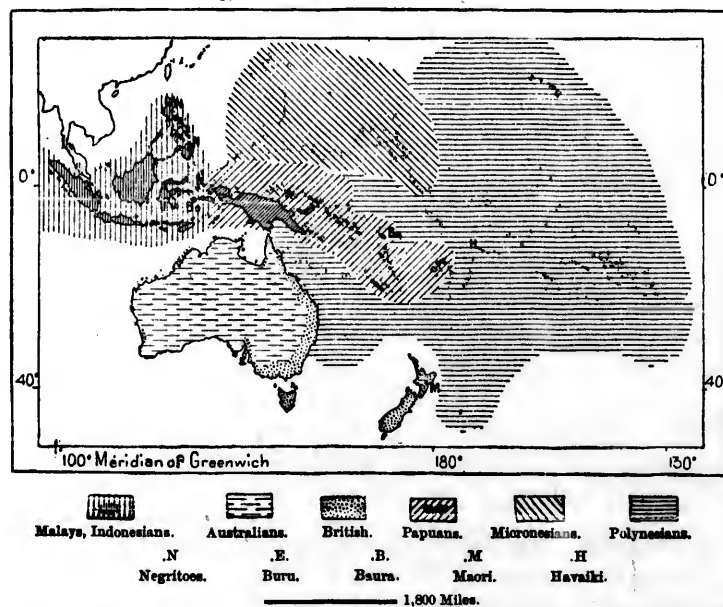 0°
0°
40°
40°
H
M
100° Méridian of Greenwich
180°
130°
Malays, Indonesians.
Australians.
British.
Papuans.
Micronesians.
Polynesians.
.N
.E
.B
.M
.H
Negritoes.
Buru.
Baura.
Maori.
Havaiki.
1,800 Miles.